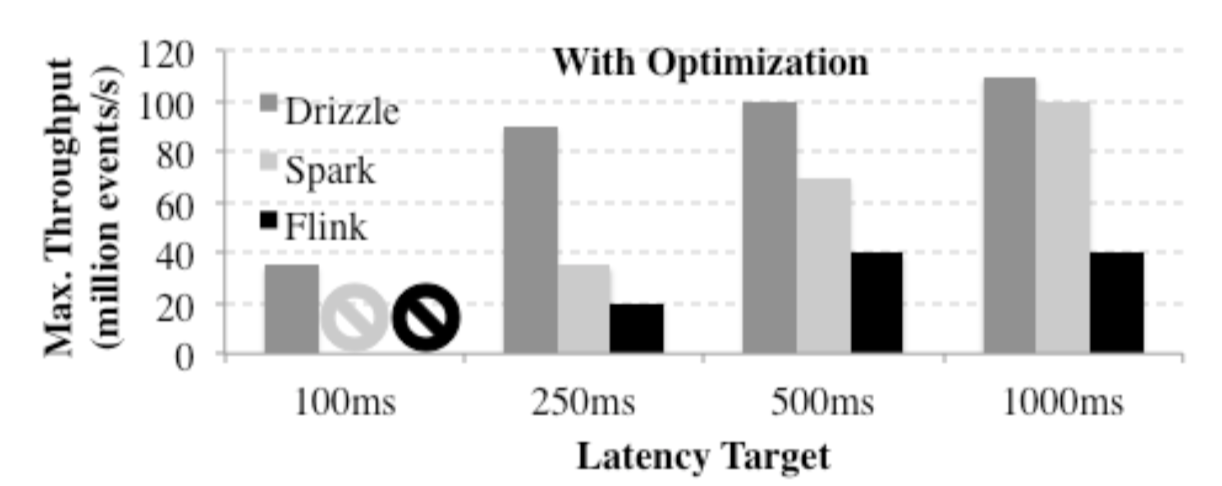 With Optimization
Max. Throughput
(million events/s)
120
100
80
60
40
20
0
Drizzle
Spark
Flink
100ms 250ms 500ms 1000ms
Latency Target